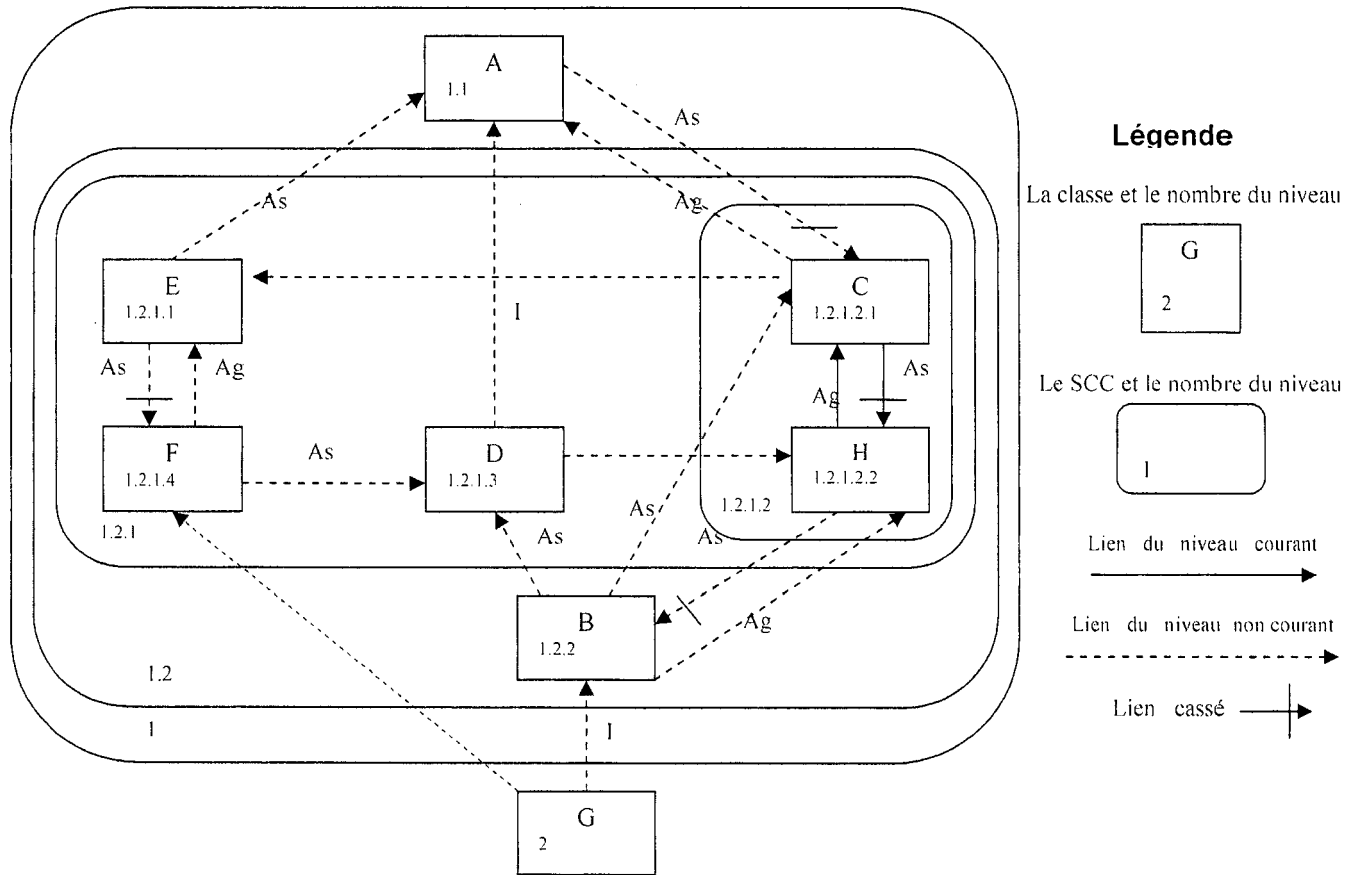 A
1.1
As
Légende
La classe et le nombre du niveau
As
Ag
G
2
E
1.2.1.1
I
C
1.2.1.2.1
As
Ag
As
Ag
Le SCC et le nombre du niveau
1
F
1.2.1.4
As
D
1.2.1.3
H
1.2.1.2.2
1.2.1.2
1.2.1
As
As
As
Lien du niveau courant
B
1.2.2
Ag
Lien du niveau non courant
1.2
1
I
Lien cassé
G
2